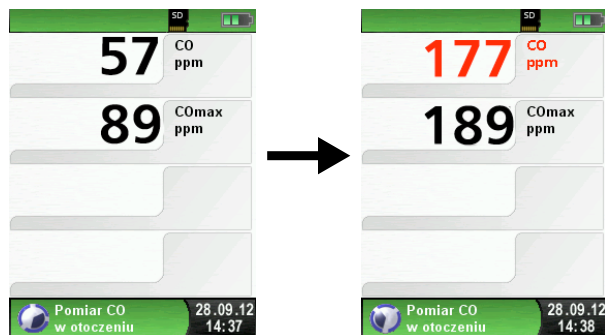 SD
57 CO
ppm
89 COmax
ppm
Pomiar CO 28.09.12
w otoczeniu 14:37
SD
177 CO
ppm
189 COmax
ppm
Pomiar CO 28.09.12
w otoczeniu 14:38